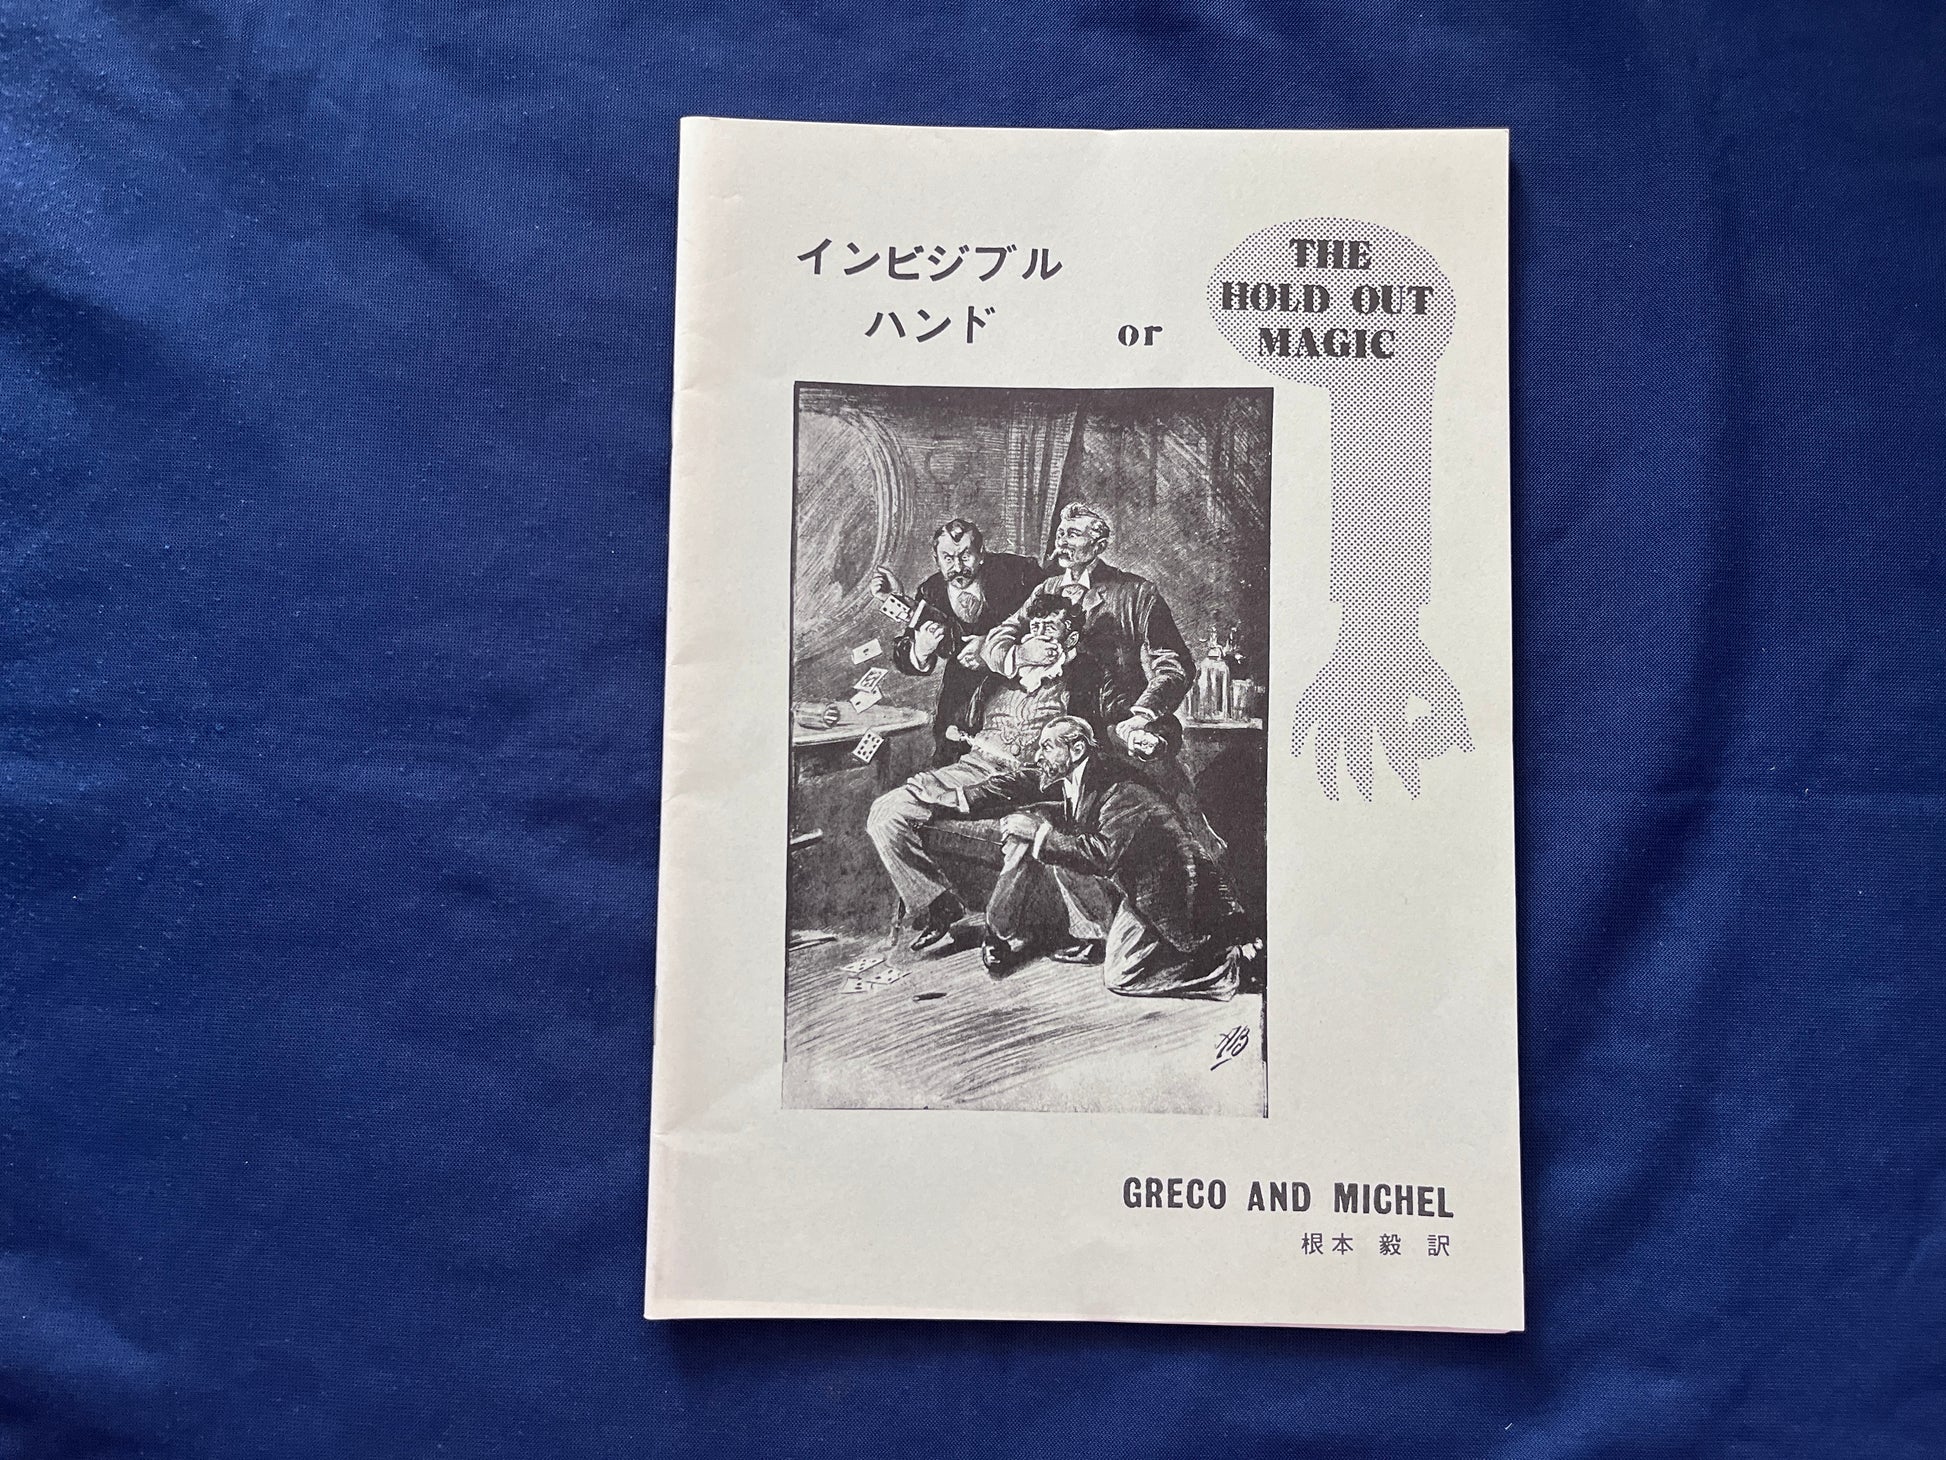 インビジブル
ハンド
or
THE
HOLD OUT
MAGIC
AB
GRECO AND MICHEL
根本 毅 訳